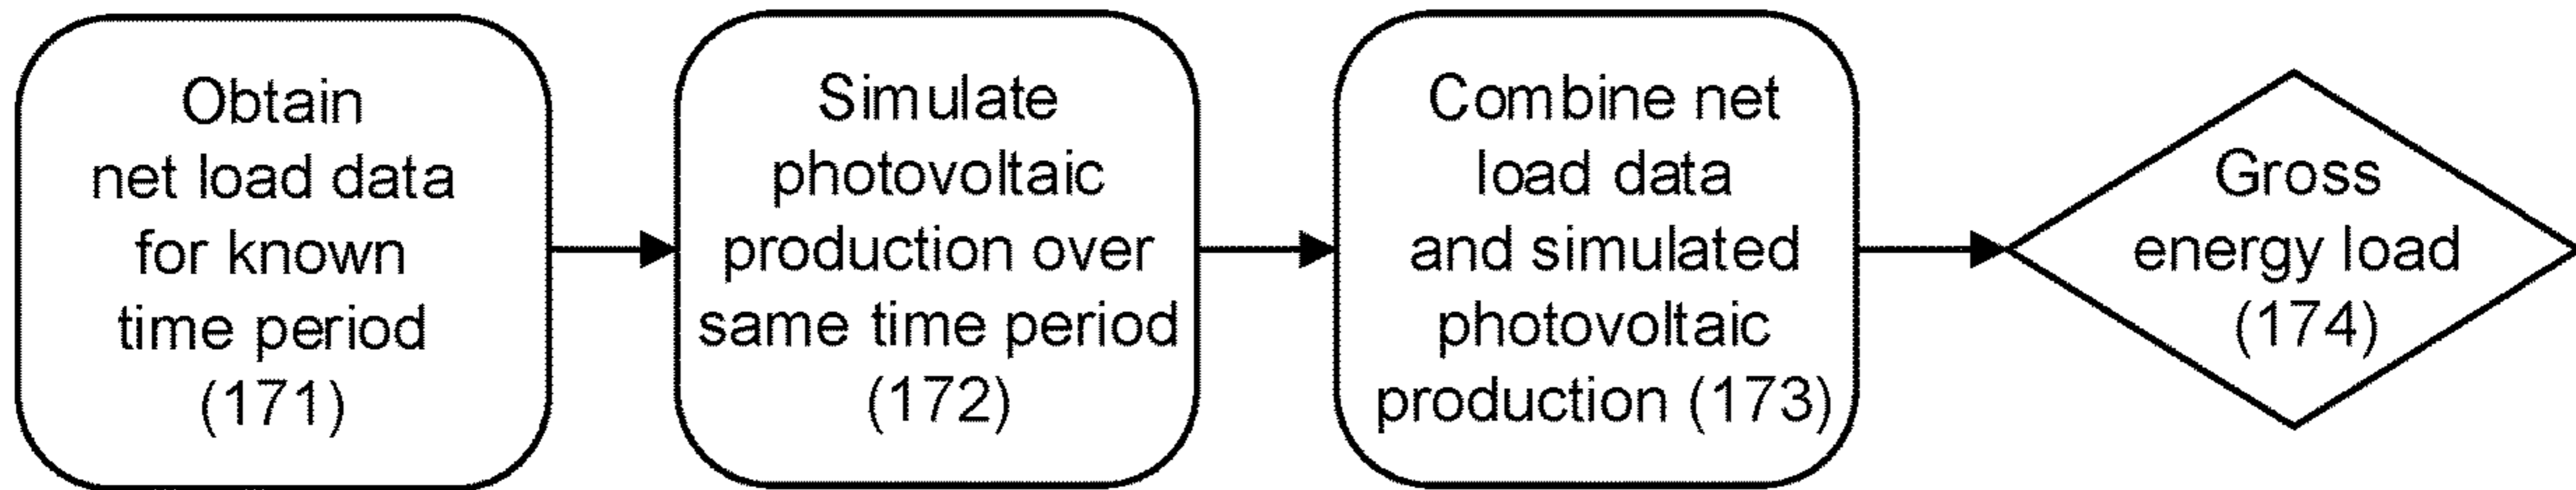 Obtain
net load data
for known
time period
(171)
Simulate
photovoltaic
production over
same time period
(172)
Combine net
load data
and simulated
photovoltaic
production (173)
Gross
energy load
(174)